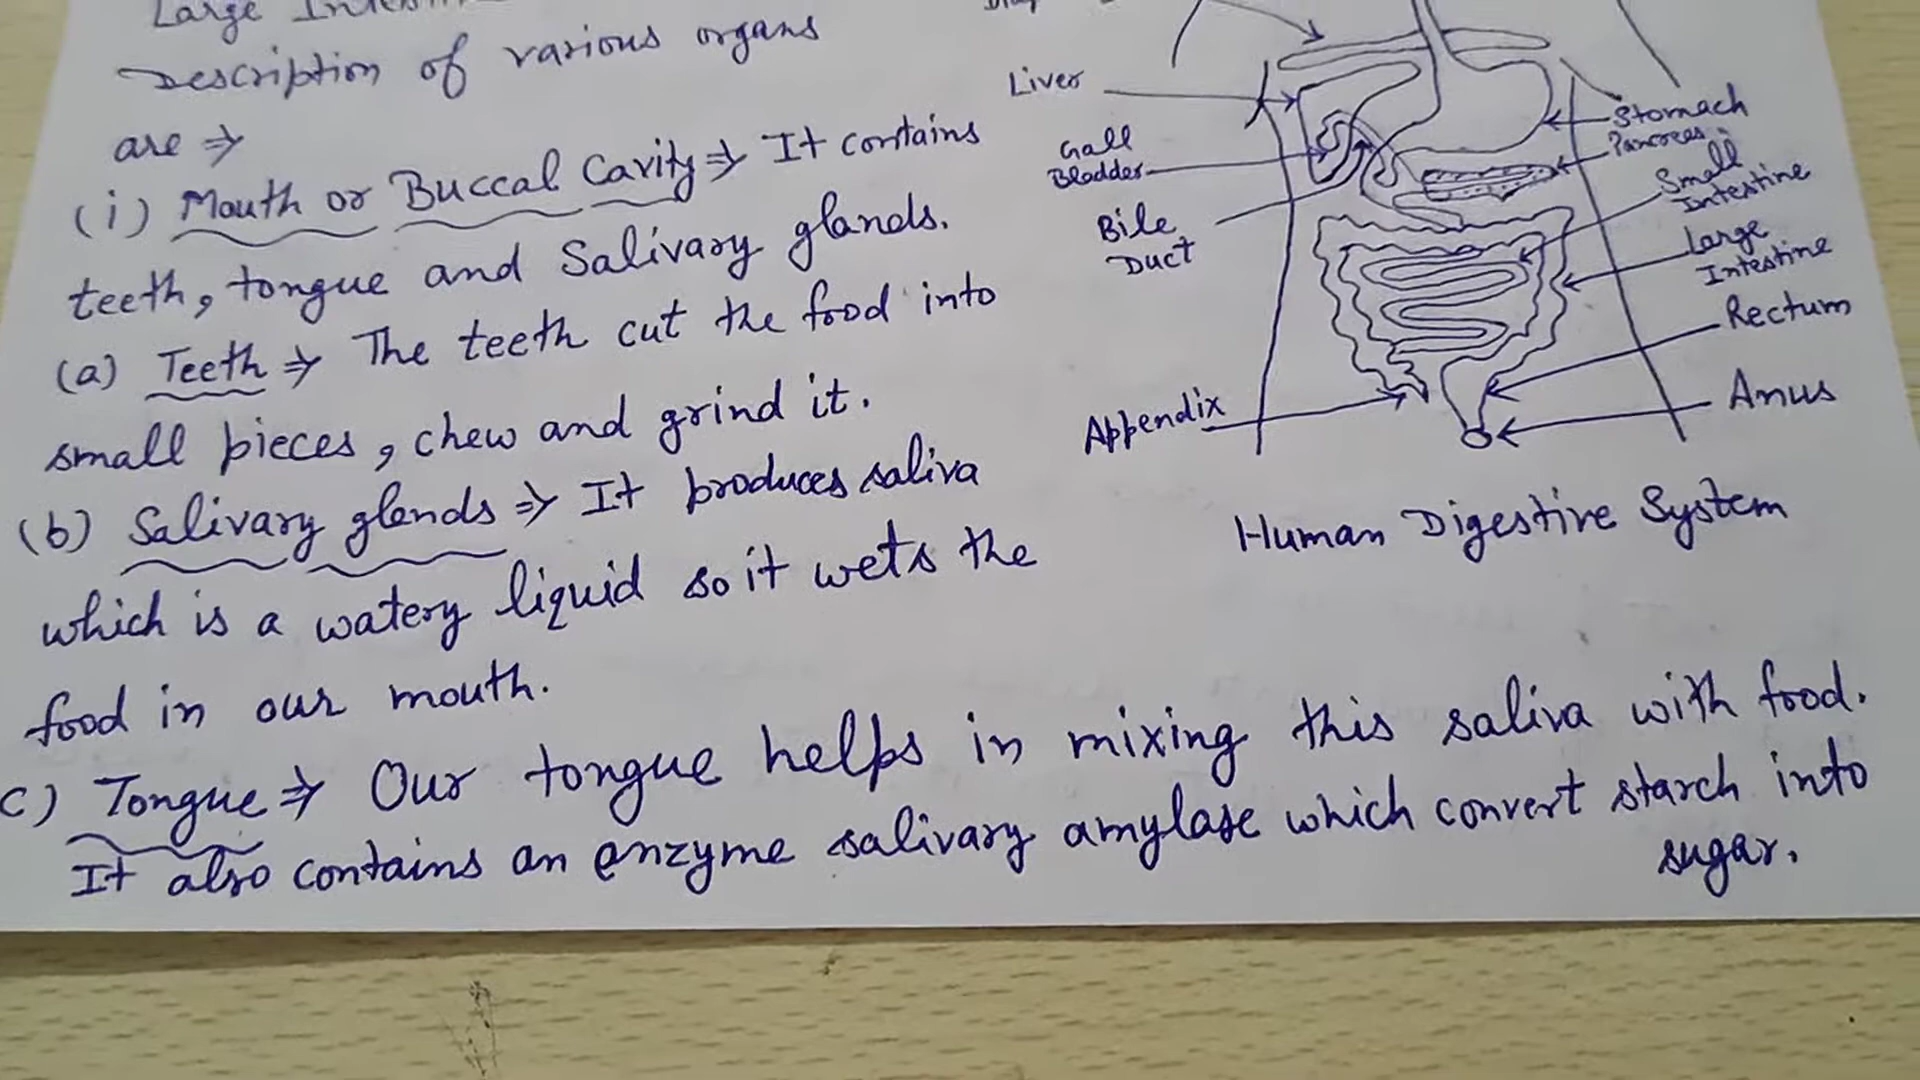 Large
Description of various organs
are ⇒
(i) Mouth or Buccal Cavity ⇒ It contains
teeth, tongue and Salivary glands.
(a) Teeth ⇒ The teeth cut the food into
small pieces, chew and grind it.
(b) Salivary glends ⇒ It produces saliva
which is a watery liquid so it wets the
food in our mouth.
C) Tongue ⇒ Our tongue helps in mixing this saliva with food.
It also contains an enzyme salivary amylase which convert starch into
sugar.
Liver
Gall
Bladder
Bile
Duct
Appendix
Stomach
Pancreas
Small
Intestine
Large
Intestine
Rectum
Anus
Human Digestive System